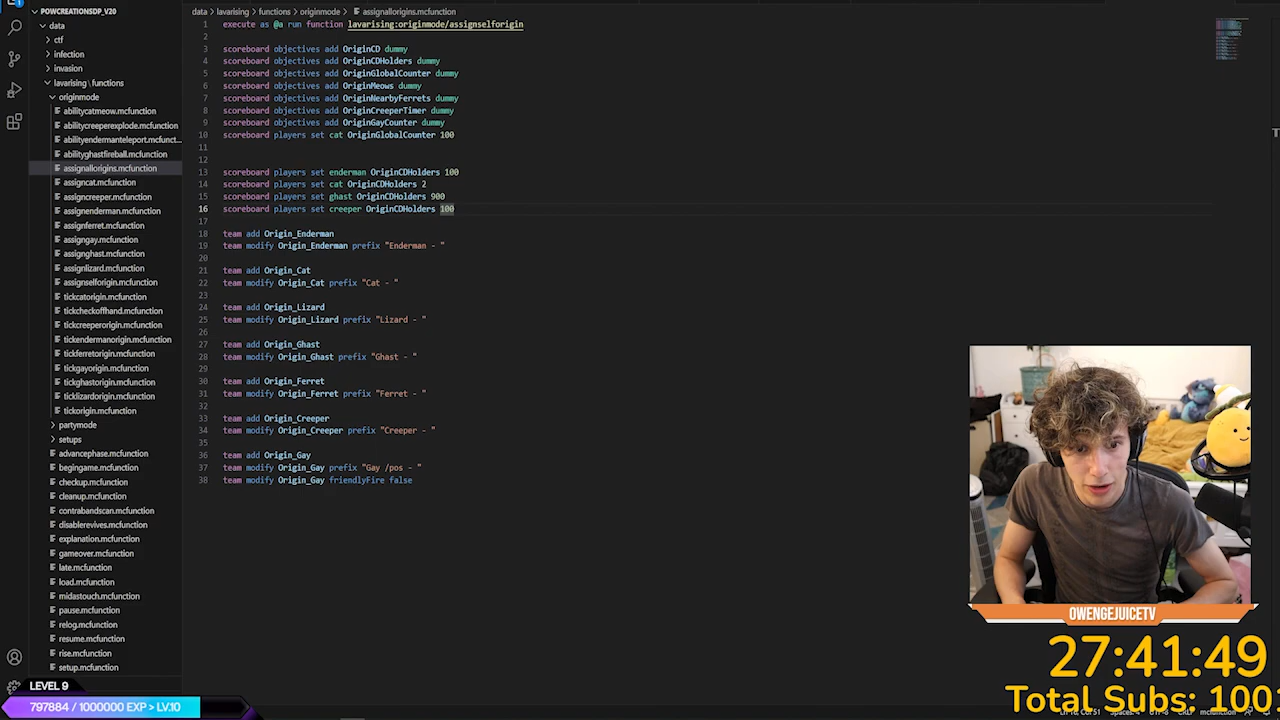 POWCREATIONSDP_V20
data
ctf
infection
invasion
lavarising \ functions
originmode
abilitycatmeow.mcfunction
abilitycreeperexplode.mcfunction
abilityendermanteleport.mcfunct...
abilityghastfireball.mcfunction
assignallorigins.mcfunction
assigncat.mcfunction
assigncreeper.mcfunction
assignenderman.mcfunction
assignferret.mcfunction
assigngay.mcfunction
assignghast.mcfunction
assignlizard.mcfunction
assignselforigin.mcfunction
tickcatorigin.mcfunction
tickcheckoffhand.mcfunction
tickcreeperorigin.mcfunction
tickendermanorigin.mcfunction
tickferretorigin.mcfunction
tickgayorigin.mcfunction
tickghastorigin.mcfunction
ticklizardorigin.mcfunction
tickorigin.mcfunction
partymode
setups
advancephase.mcfunction
begingame.mcfunction
checkup.mcfunction
cleanup.mcfunction
contrabandscan.mcfunction
disablerevives.mcfunction
explanation.mcfunction
gameover.mcfunction
late.mcfunction
load.mcfunction
midastouch.mcfunction
pause.mcfunction
relog.mcfunction
resume.mcfunction
rise.mcfunction
setup.mcfunction
data > lavarising > functions > originmode > assignallorigins.mcfunction
1 execute as @a run function lavarising:originmode/assignselforigin
2
3 scoreboard objectives add OriginCD dummy
4 scoreboard objectives add OriginCDHolders dummy
5 scoreboard objectives add OriginGlobalCounter dummy
6 scoreboard objectives add OriginMeows dummy
7 scoreboard objectives add OriginNearbyFerrets dummy
8 scoreboard objectives add OriginCreeperTimer dummy
9 scoreboard objectives add OriginGayCounter dummy
10 scoreboard players set cat OriginGlobalCounter 100
11
12
13 scoreboard players set enderman OriginCDHolders 100
14 scoreboard players set cat OriginCDHolders 2
15 scoreboard players set ghast OriginCDHolders 900
16 scoreboard players set creeper OriginCDHolders 100
17
18 team add Origin_Enderman
19 team modify Origin_Enderman prefix "Enderman - "
20
21 team add Origin_Cat
22 team modify Origin_Cat prefix "Cat - "
23
24 team add Origin_Lizard
25 team modify Origin_Lizard prefix "Lizard - "
26
27 team add Origin_Ghast
28 team modify Origin_Ghast prefix "Ghast - "
29
30 team add Origin_Ferret
31 team modify Origin_Ferret prefix "Ferret - "
32
33 team add Origin_Creeper
34 team modify Origin_Creeper prefix "Creeper - "
35
36 team add Origin_Gay
37 team modify Origin_Gay prefix "Gay /pos - "
38 team modify Origin_Gay friendlyFire false
OWENGEJUICETV
27:41:49
Total Subs: 100
LEVEL 9
797884 / 1000000 EXP > LV.10